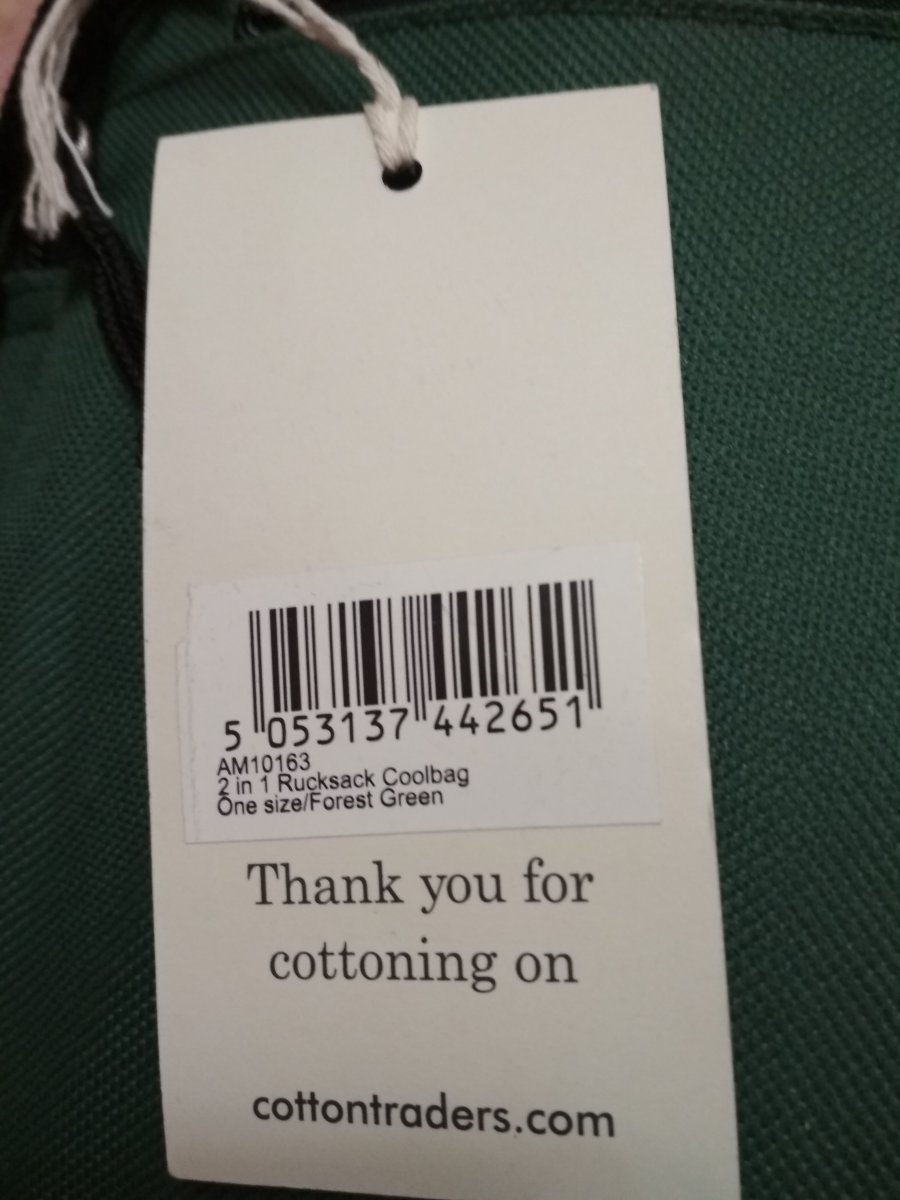 5 053137 442651
AM10163
2 in 1 Rucksack Coolbag
One size/Forest Green
Thank you for
cottoning on
cottontraders.com